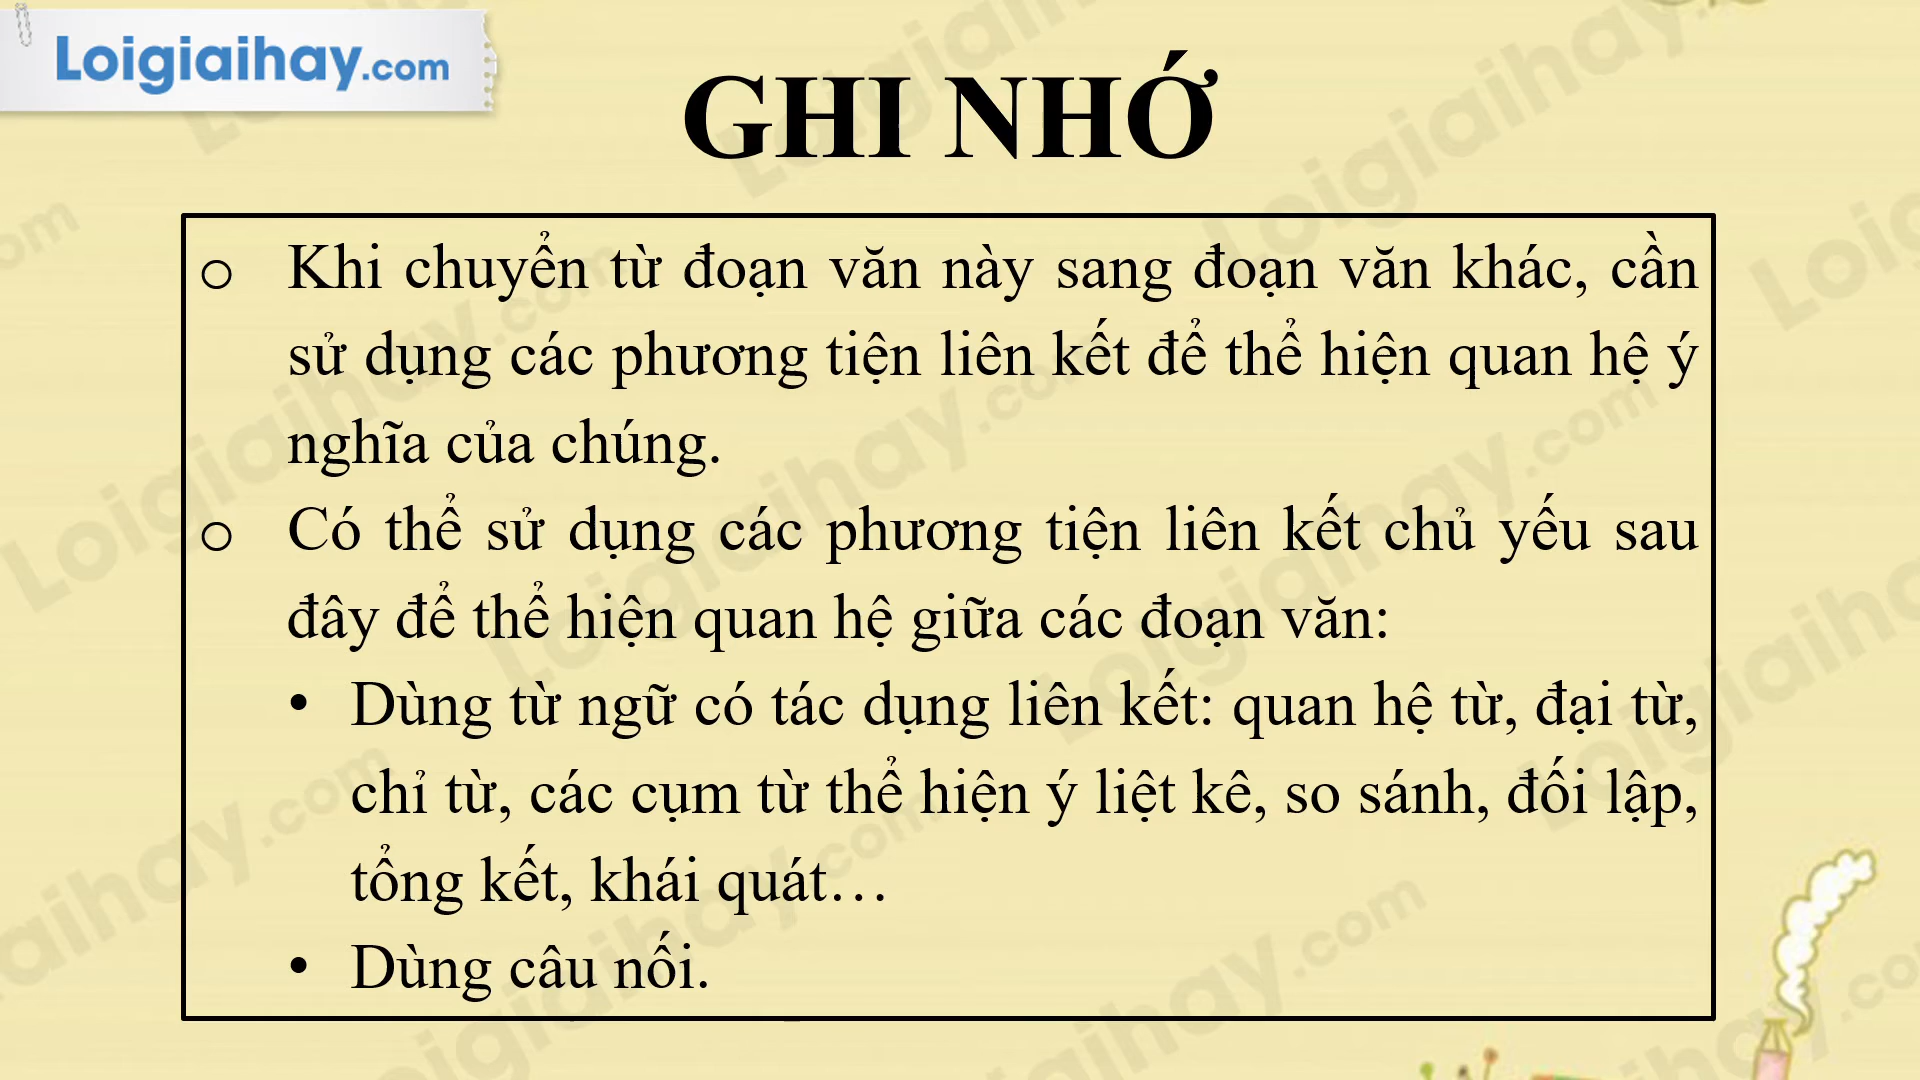 Loigiaihay.com
GHI NHỚ
o Khi chuyển từ đoạn văn này sang đoạn văn khác, cần
sử dụng các phương tiện liên kết để thể hiện quan hệ ý
nghĩa của chúng.
o Có thể sử dụng các phương tiện liên kết chủ yếu sau
đây để thể hiện quan hệ giữa các đoạn văn:
• Dùng từ ngữ có tác dụng liên kết: quan hệ từ, đại từ,
chỉ từ, các cụm từ thể hiện ý liệt kê, so sánh, đối lập,
tổng kết, khái quát…
• Dùng câu nối.